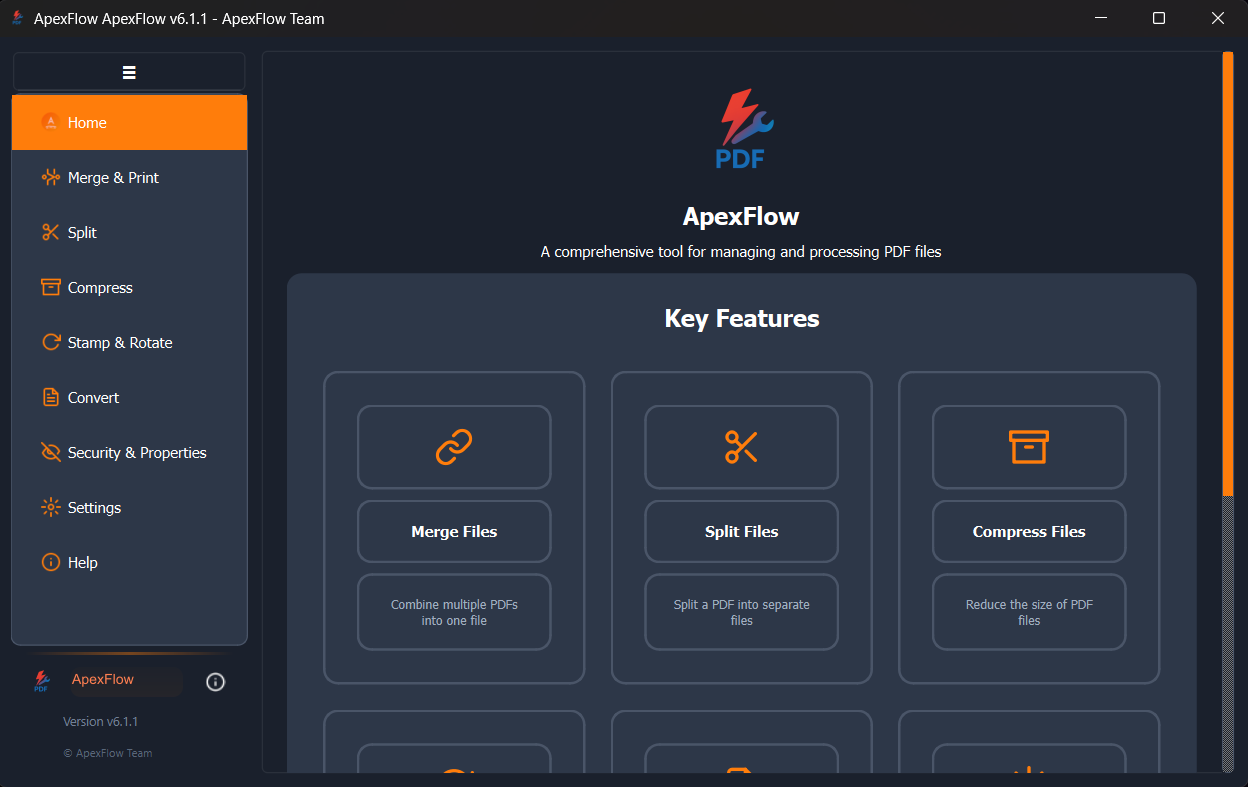 ApexFlow ApexFlow v6.1.1 - ApexFlow Team
Home
Merge & Print
Split
Compress
Stamp & Rotate
Convert
Security & Properties
Settings
Help
PDF
ApexFlow
Version v6.1.1
© ApexFlow Team
PDF
ApexFlow
A comprehensive tool for managing and processing PDF files
Key Features
Merge Files
Combine multiple PDFs
into one file
Split Files
Split a PDF into separate
files
Compress Files
Reduce the size of PDF
files